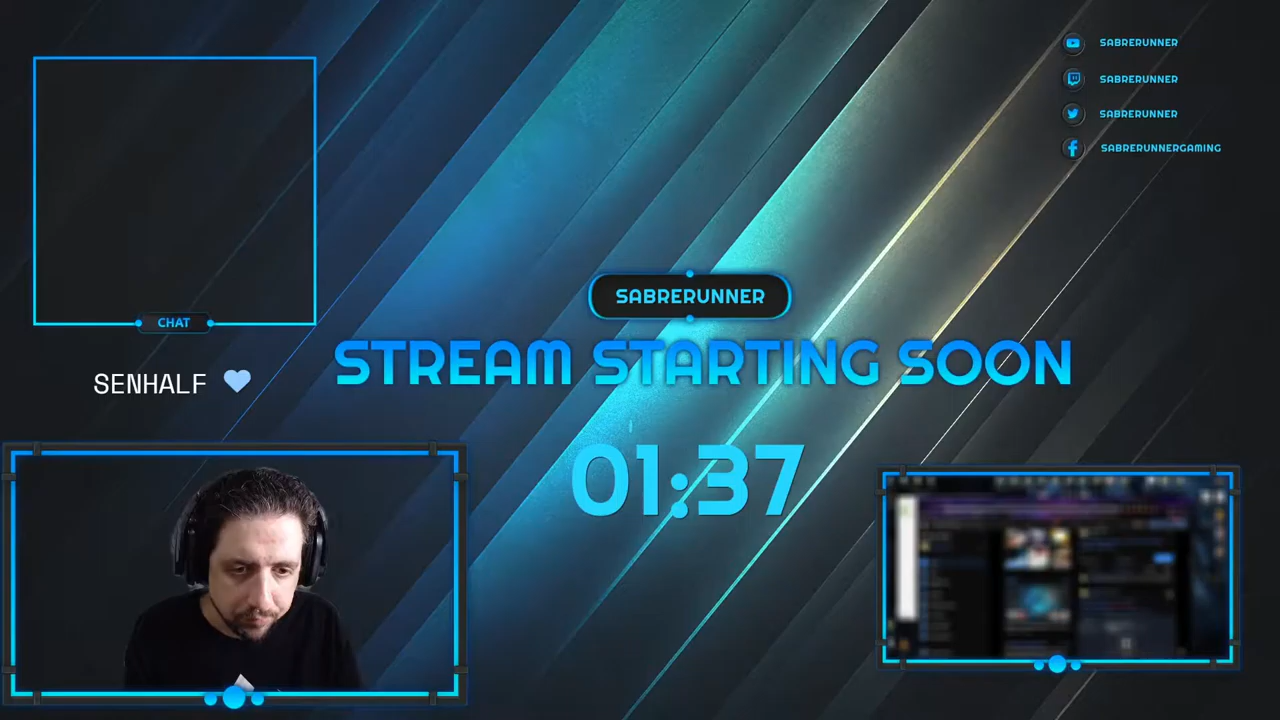 SABRERUNNER
SABRERUNNER
SABRERUNNER
SABRERUNNERGAMING
SABRERUNNER
CHAT
STREAM STARTING SOON
SENHALF
01:37